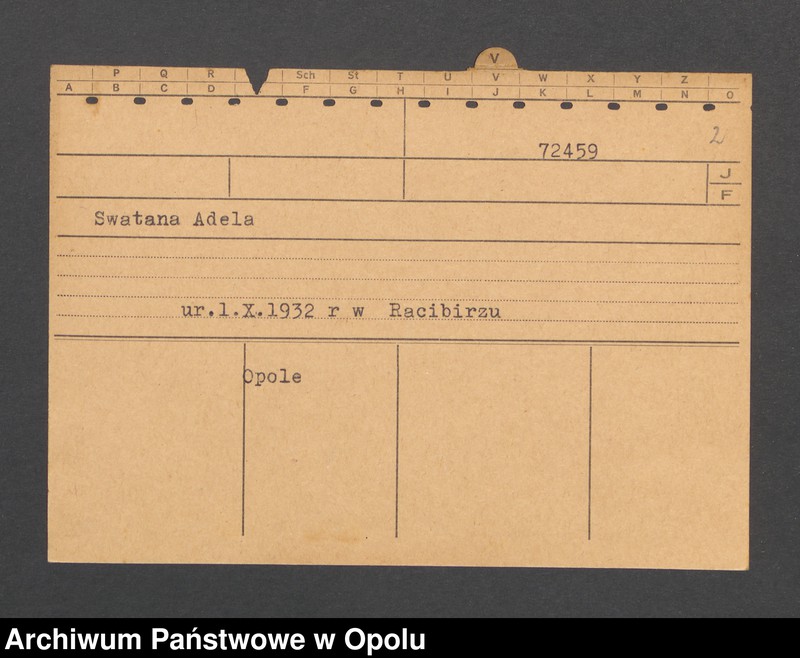 V
P Q R Sch St T U V W X Y Z
A B C D F G H I J K L M N O
2
72459
J
F
Swatana Adela
ur.1.X.1932 r w Racibirzu
Opole
Archiwum Państwowe w Opolu